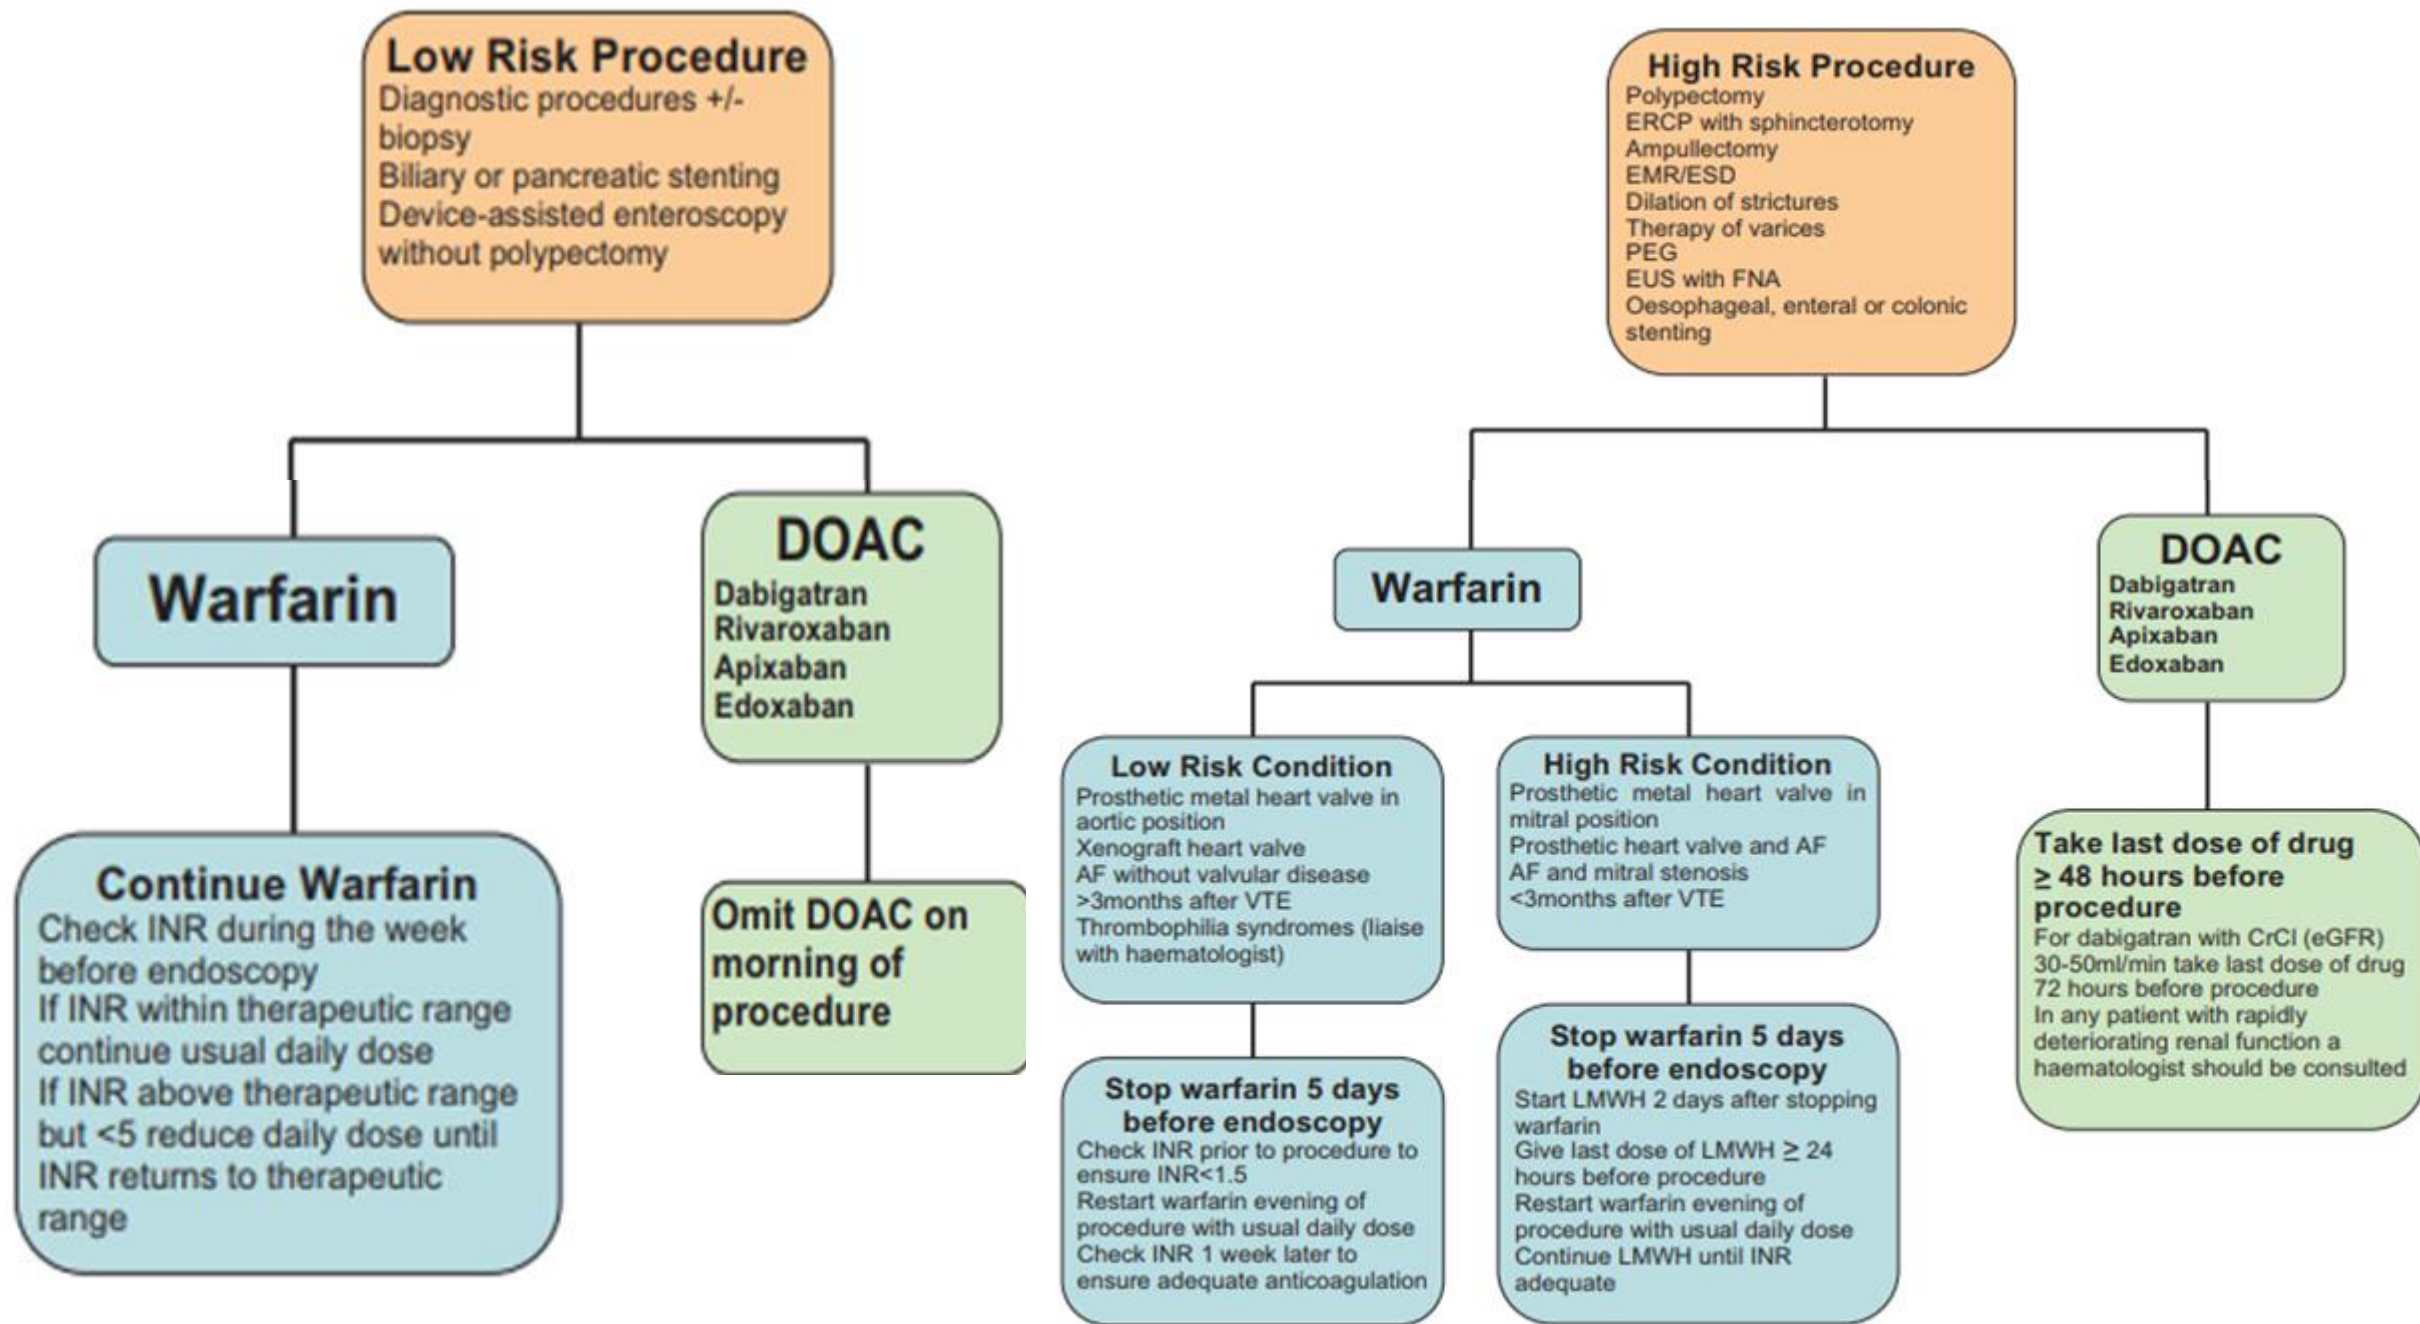 Low Risk Procedure
Diagnostic procedures +/-
biopsy
Biliary or pancreatic stenting
Device-assisted enteroscopy
without polypectomy
Warfarin
Continue Warfarin
Check INR during the week
before endoscopy
If INR within therapeutic range
continue usual daily dose
If INR above therapeutic range
but <5 reduce daily dose until
INR returns to therapeutic
range
DOAC
Dabigatran
Rivaroxaban
Apixaban
Edoxaban
Omit DOAC on
morning of
procedure
High Risk Procedure
Polypectomy
ERCP with sphincterotomy
Ampullectomy
EMR/ESD
Dilation of strictures
Therapy of varices
PEG
EUS with FNA
Oesophageal, enteral or colonic
stenting
Warfarin
Low Risk Condition
Prosthetic metal heart valve in
aortic position
Xenograft heart valve
AF without valvular disease
>3months after VTE
Thrombophilia syndromes (liaise
with haematologist)
Stop warfarin 5 days
before endoscopy
Check INR prior to procedure to
ensure INR<1.5
Restart warfarin evening of
procedure with usual daily dose
Check INR 1 week later to
ensure adequate anticoagulation
High Risk Condition
Prosthetic metal heart valve in
mitral position
Prosthetic heart valve and AF
AF and mitral stenosis
<3months after VTE
Stop warfarin 5 days
before endoscopy
Start LMWH 2 days after stopping
warfarin
Give last dose of LMWH ≥ 24
hours before procedure
Restart warfarin evening of
procedure with usual daily dose
Continue LMWH until INR
adequate
DOAC
Dabigatran
Rivaroxaban
Apixaban
Edoxaban
Take last dose of drug
≥ 48 hours before
procedure
For dabigatran with CrCl (eGFR)
30-50ml/min take last dose of drug
72 hours before procedure
In any patient with rapidly
deteriorating renal function a
haematologist should be consulted